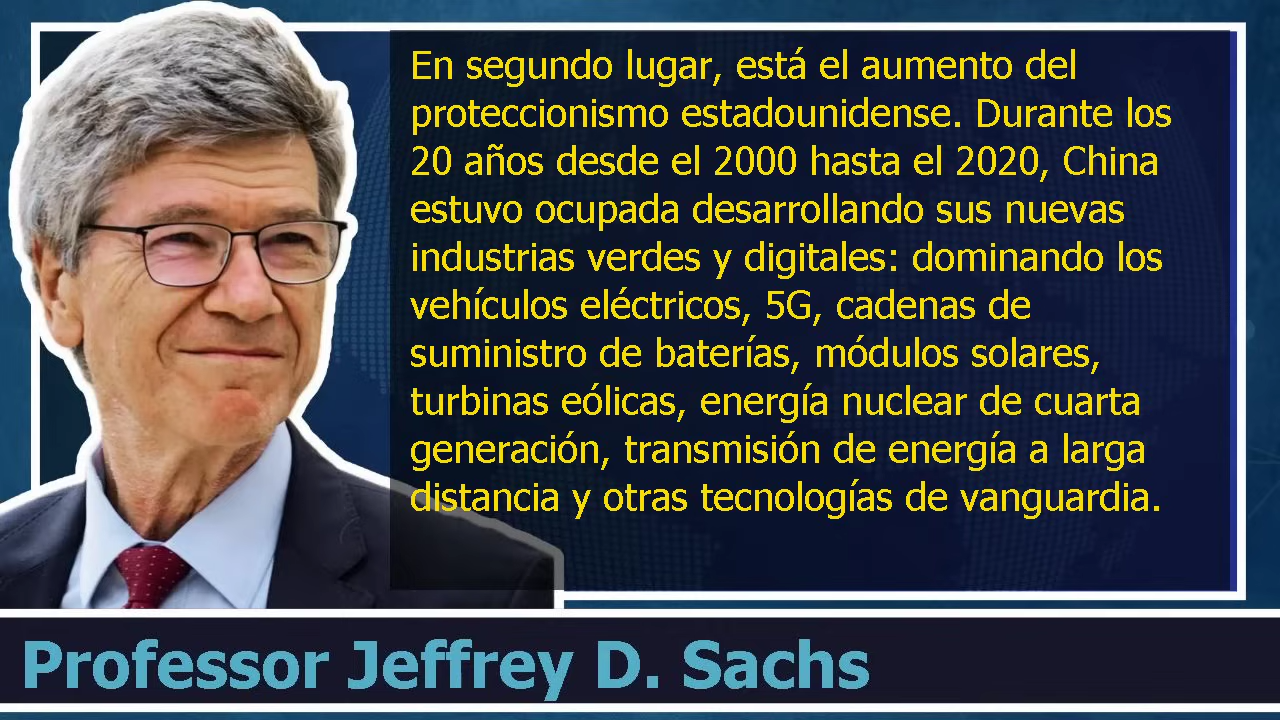 En segundo lugar, está el aumento del
proteccionismo estadounidense. Durante los
20 años desde el 2000 hasta el 2020, China
estuvo ocupada desarrollando sus nuevas
industrias verdes y digitales: dominando los
vehículos eléctricos, 5G, cadenas de
suministro de baterías, módulos solares,
turbinas eólicas, energía nuclear de cuarta
generación, transmisión de energía a larga
distancia y otras tecnologías de vanguardia.
Professor Jeffrey D. Sachs